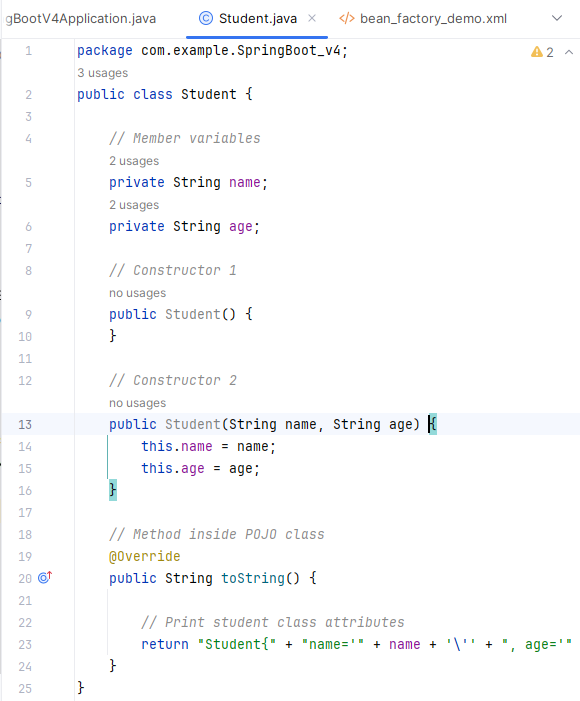 gBootV4Application.java Student.java bean_factory_demo.xml
1 package com.example.SpringBoot_v4; 2
3 usages
2 public class Student {
3
4 // Member variables
2 usages
5 private String name;
2 usages
6 private String age;
7
8 // Constructor 1
no usages
9 public Student() {
10 }
11
12 // Constructor 2
no usages
13 public Student(String name, String age) {
14 this.name = name;
15 this.age = age;
16 }
17
18 // Method inside POJO class
19 @Override
20 public String toString() {
21
22 // Print student class attributes
23 return "Student{" + "name='" + name + '\'' + ", age='"
24 }
25 }